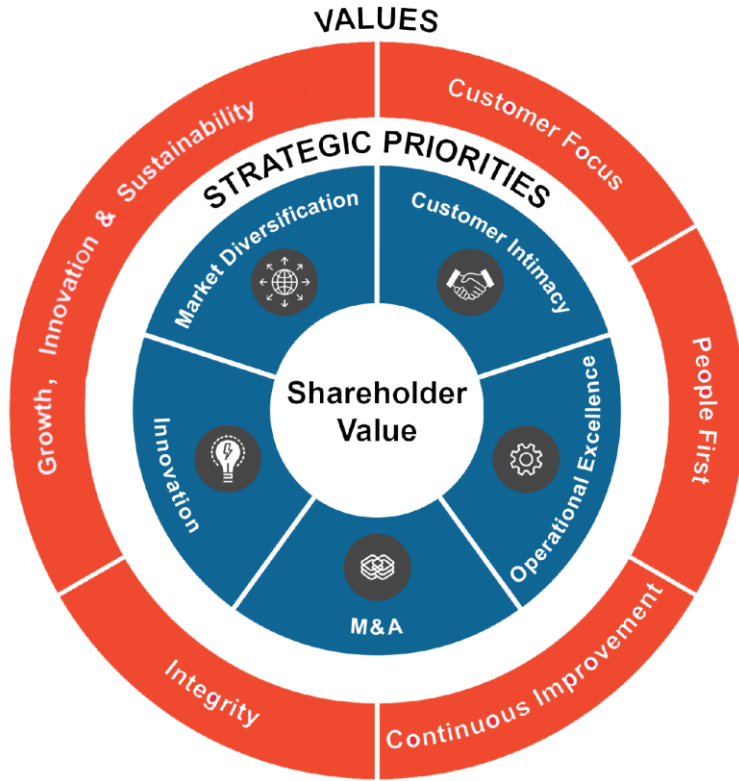 VALUES
Customer Focus
People First
Continuous Improvement
Integrity
Growth, Innovation & Sustainability
STRATEGIC PRIORITIES
Customer Intimacy
Operational Excellence
M&A
Innovation
Market Diversification
Shareholder
Value